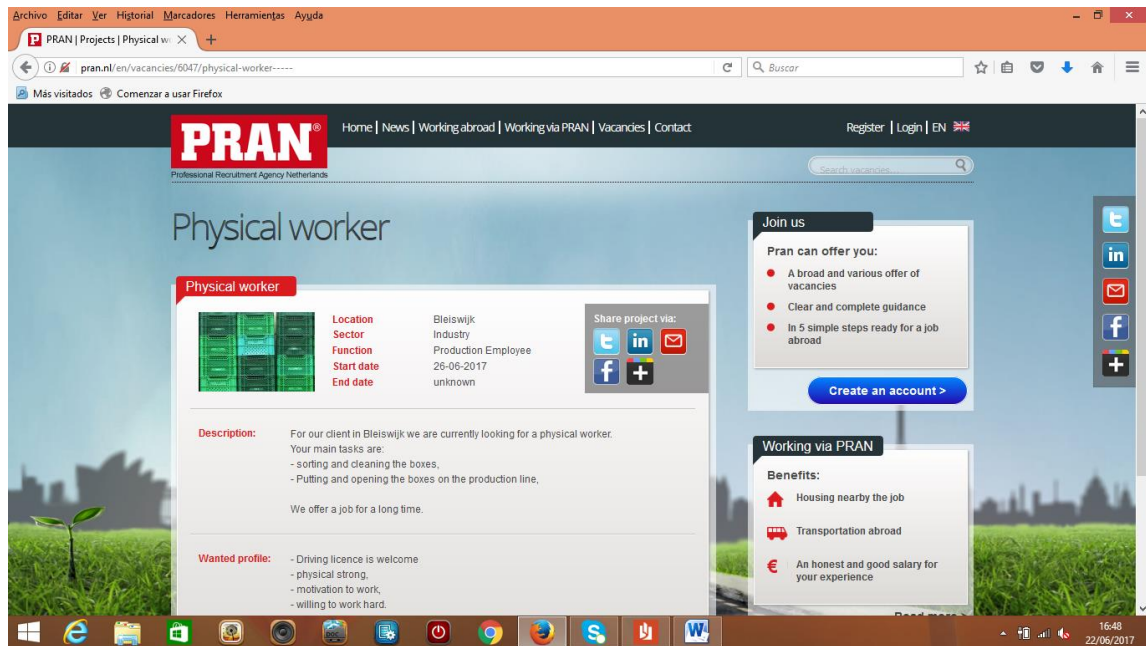 Archivo Editar Ver Historial Marcadores Herramientas Ayuda
PRAN | Projects | Physical w
pran.nl/en/vacancies/6047/physical-worker-----
Buscar
Más visitados Comenzar a usar Firefox
PRAN®
Professional Recruitment Agency Netherlands
Home | News | Working abroad | Working via PRAN | Vacancies | Contact
Register | Login | EN
Search vacancies...
Physical worker
Physical worker
Location Bleiswijk
Sector Industry
Function Production Employee
Start date 26-06-2017
End date unknown
Share project via:
Description: For our client in Bleiswijk we are currently looking for a physical worker.
Your main tasks are:
- sorting and cleaning the boxes,
- Putting and opening the boxes on the production line,
We offer a job for a long time.
Wanted profile: - Driving licence is welcome
- physical strong,
- motivation to work,
- willing to work hard.
Join us
Pran can offer you:
A broad and various offer of
vacancies
Clear and complete guidance
In 5 simple steps ready for a job
abroad
Create an account >
Working via PRAN
Benefits:
Housing nearby the job
Transportation abroad
An honest and good salary for
your experience
Read more >
16:48
22/06/2017